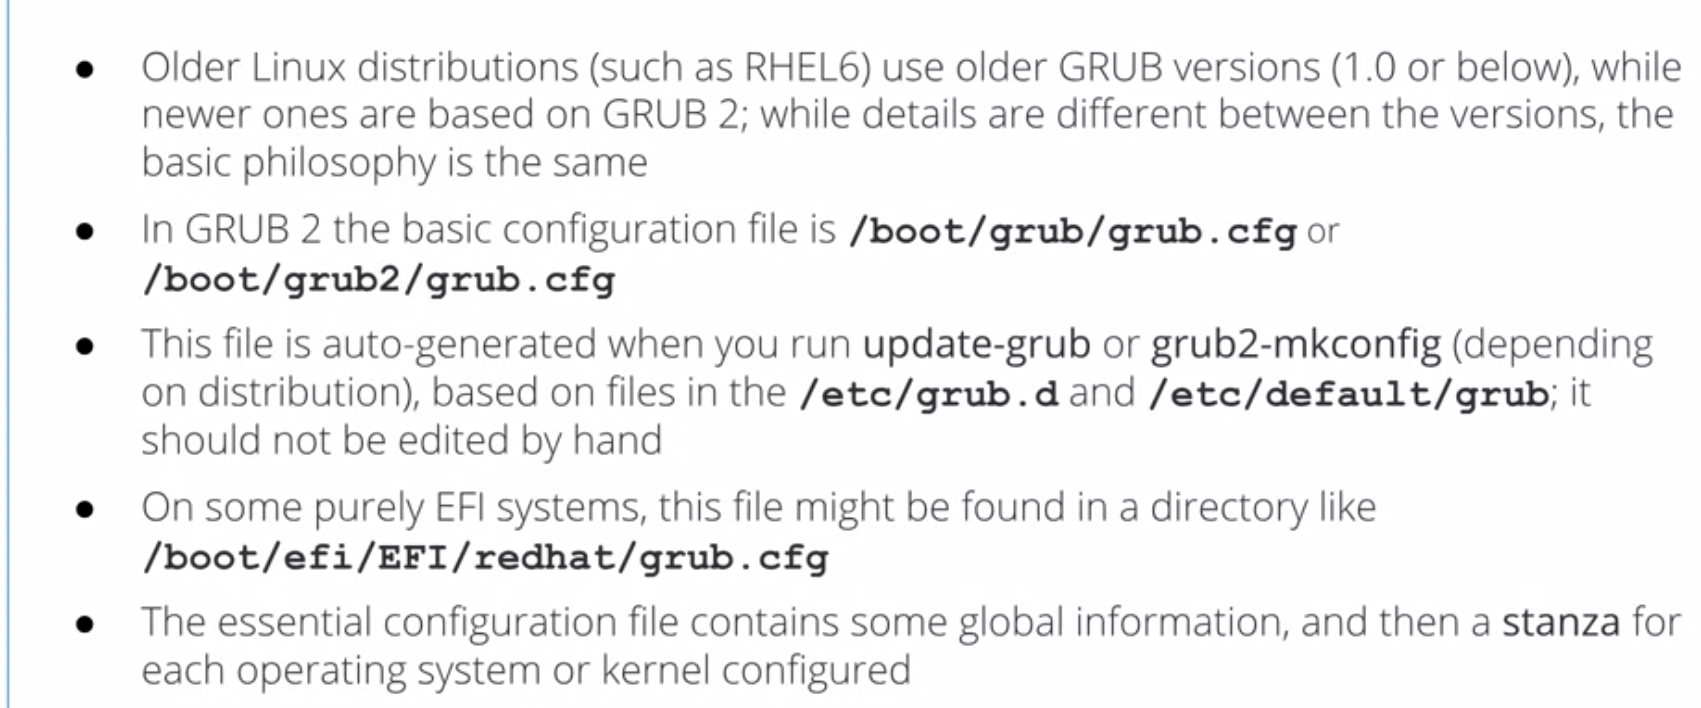 ● Older Linux distributions (such as RHEL6) use older GRUB versions (1.0 or below), while
newer ones are based on GRUB 2; while details are different between the versions, the
basic philosophy is the same
● In GRUB 2 the basic configuration file is /boot/grub/grub.cfg or
/boot/grub2/grub.cfg
● This file is auto-generated when you run update-grub or grub2-mkconfig (depending
on distribution), based on files in the /etc/grub.d and /etc/default/grub; it
should not be edited by hand
● On some purely EFI systems, this file might be found in a directory like
/boot/efi/EFI/redhat/grub.cfg
● The essential configuration file contains some global information, and then a stanza for
each operating system or kernel configured